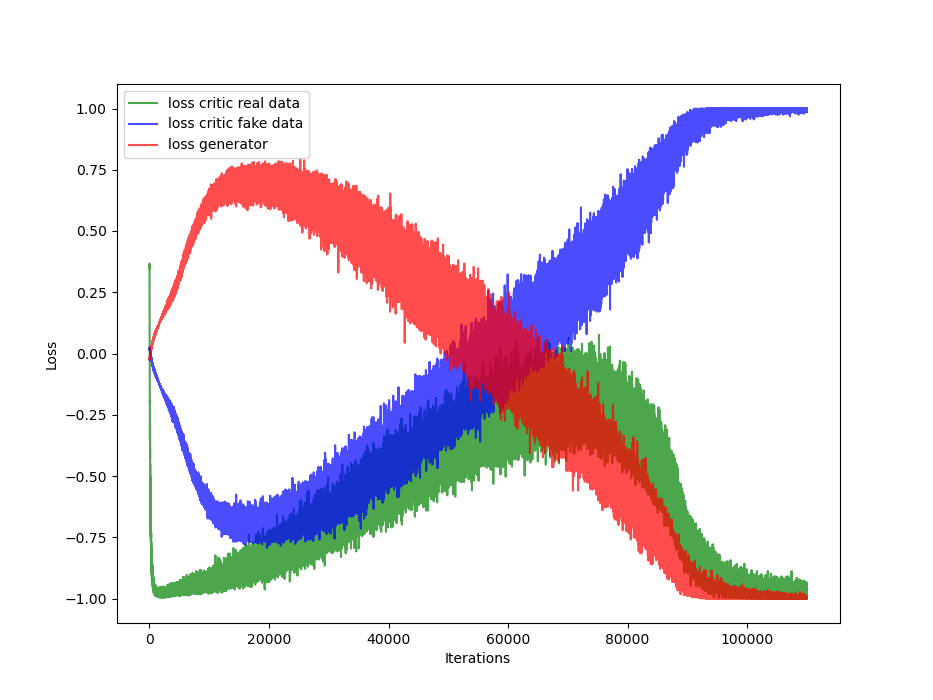 loss critic real data
loss critic fake data
loss generator
1.00
0.75
0.50
0.25
0.00
−0.25
−0.50
−0.75
−1.00
Loss
0 20000 40000 60000 80000 100000
Iterations